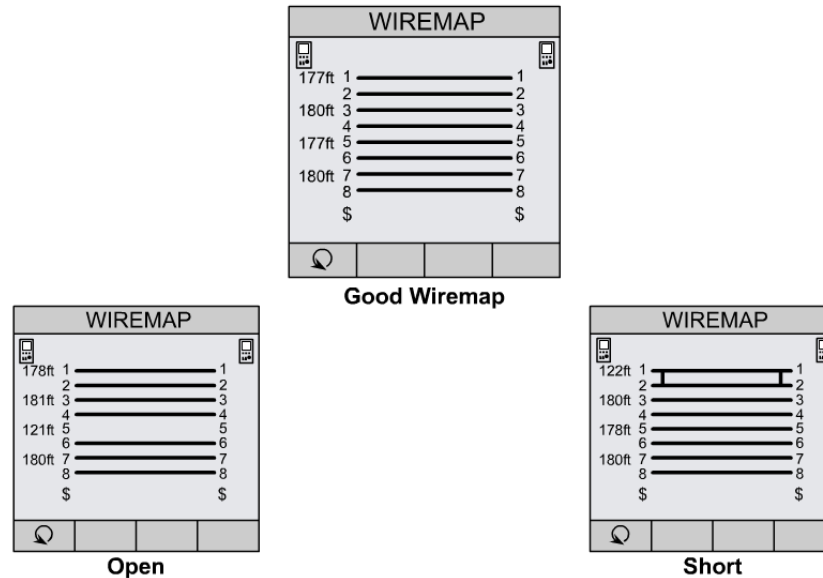 WIREMAP
177ft 1 1
2 2
180ft 3 3
4 4
177ft 5 5
6 6
180ft 7 7
8 8
$ $
Good Wiremap
WIREMAP
178ft 1 1
2 2
181ft 3 3
4 4
121ft 5 5
6 6
180ft 7 7
8 8
$ $
Open
WIREMAP
122ft 1 1
2 2
180ft 3 3
4 4
178ft 5 5
6 6
180ft 7 7
8 8
$ $
Short